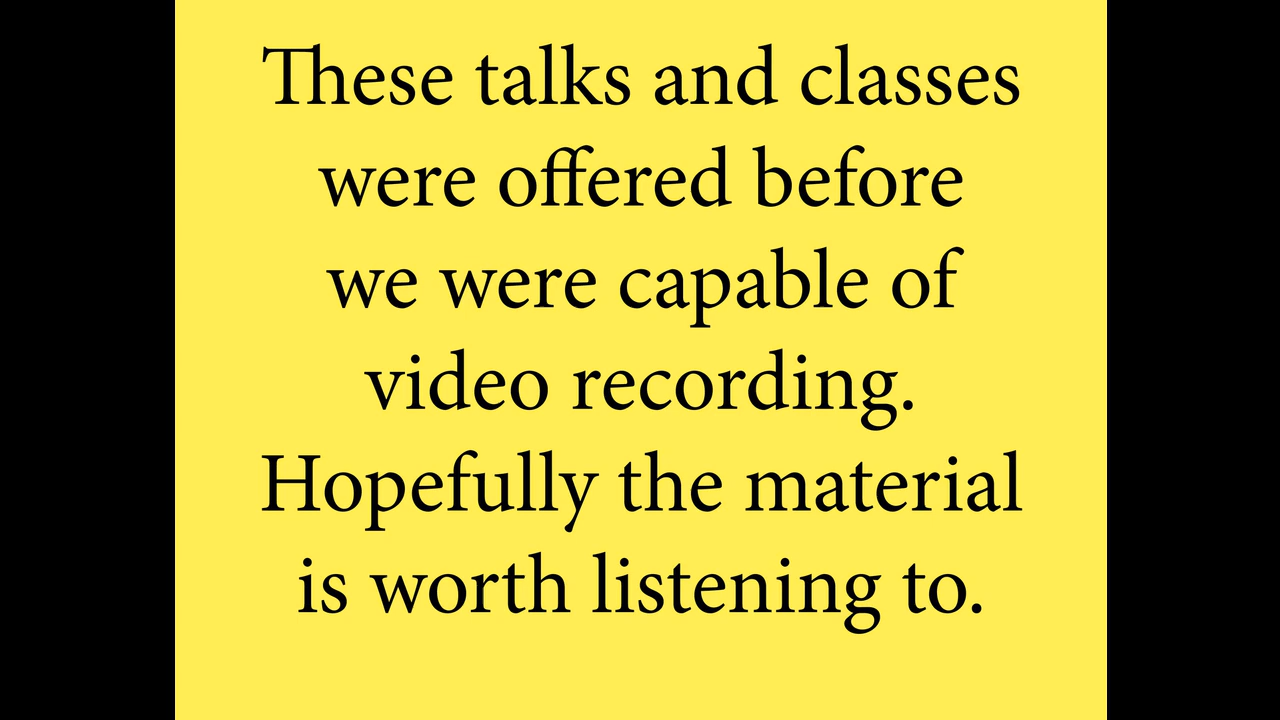 These talks and classes
were offered before
we were capable of
video recording.
Hopefully the material
is worth listening to.